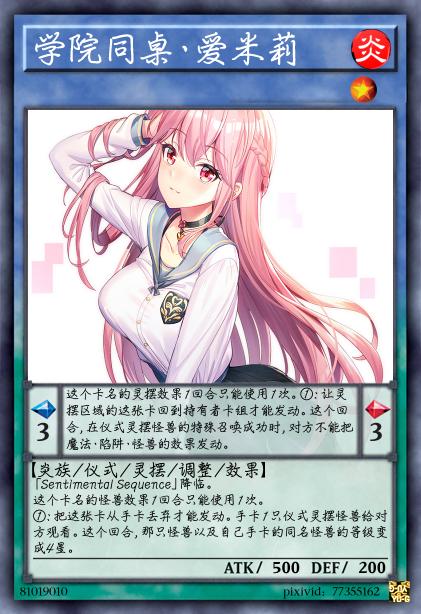 学院同桌·爱米莉
炎
这个卡名的灵摆效果1回合只能使用1次。①:让灵
摆区域的这张卡回到持有者卡组才能发动。这个回
合,在仪式灵摆怪兽的特殊召唤成功时,对方不能把
魔法·陷阱·怪兽的效果发动。
3
3
【炎族/仪式/灵摆/调整/效果】
「Sentimental Sequence」降临。
这个卡名的怪兽效果1回合只能使用1次。
①:把这张卡从手卡丢弃才能发动。手卡1只仪式灵摆怪兽给对
方观看。这个回合,那只怪兽以及自己手卡的同名怪兽的等级变
成4星。
ATK/ 500 DEF/ 200
81019010
pixivid: 77355162